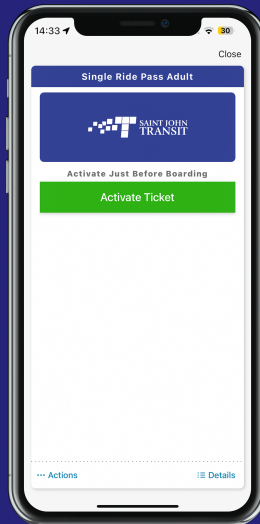 14:33
30
Close
Single Ride Pass Adult
SAINT JOHN
TRANSIT
Activate Just Before Boarding
Activate Ticket
Actions
Details